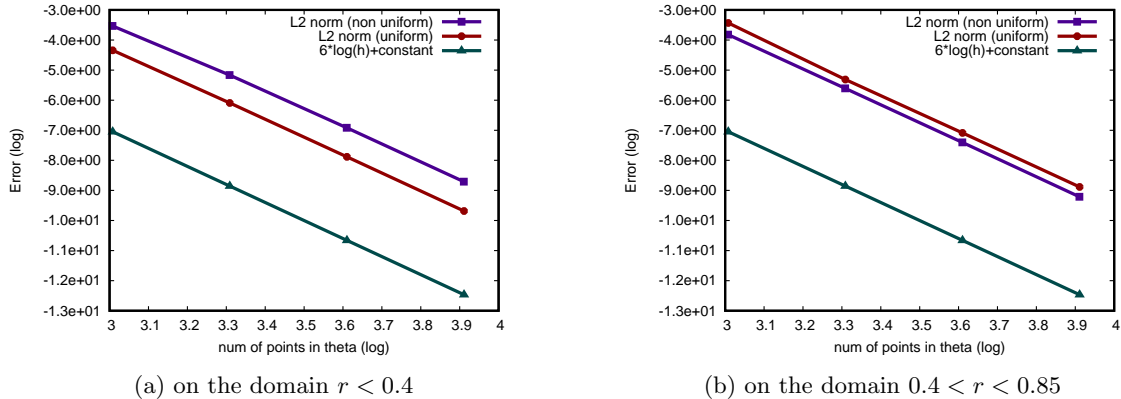 -3.0e+00
-4.0e+00
-5.0e+00
-6.0e+00
-7.0e+00
-8.0e+00
-9.0e+00
-1.0e+01
-1.1e+01
-1.2e+01
-1.3e+01
Error (log)
L2 norm (non uniform)
L2 norm (uniform)
6*log(h)+constant
3 3.1 3.2 3.3 3.4 3.5 3.6 3.7 3.8 3.9 4
num of points in theta (log)
(a) on the domain r < 0.4
-3.0e+00
-4.0e+00
-5.0e+00
-6.0e+00
-7.0e+00
-8.0e+00
-9.0e+00
-1.0e+01
-1.1e+01
-1.2e+01
-1.3e+01
Error (log)
L2 norm (non uniform)
L2 norm (uniform)
6*log(h)+constant
3 3.1 3.2 3.3 3.4 3.5 3.6 3.7 3.8 3.9 4
num of points in theta (log)
(b) on the domain 0.4 < r < 0.85